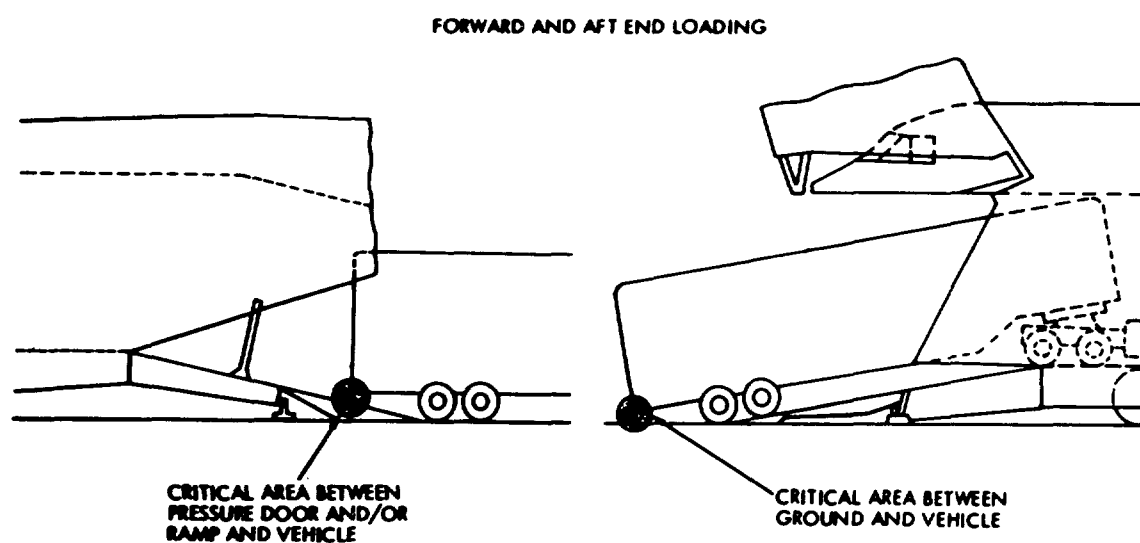 FORWARD AND AFT END LOADING
CRITICAL AREA BETWEEN
PRESSURE DOOR AND/OR
RAMP AND VEHICLE
CRITICAL AREA BETWEEN
GROUND AND VEHICLE